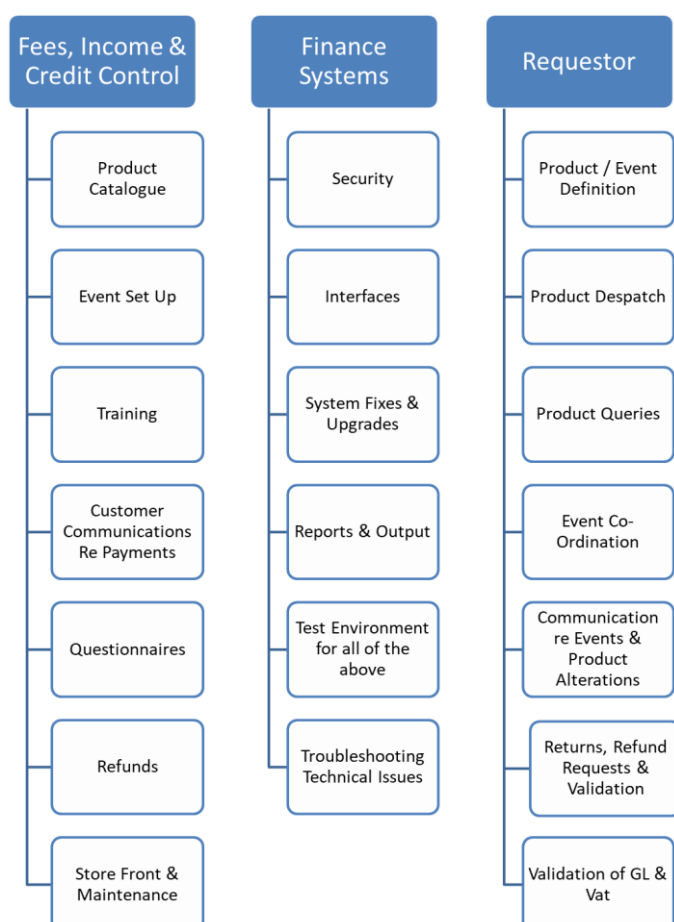 Fees, Income &
Credit Control
Product
Catalogue
Event Set Up
Training
Customer
Communications
Re Payments
Questionnaires
Refunds
Store Front &
Maintenance
Finance
Systems
Security
Interfaces
System Fixes &
Upgrades
Reports & Output
Test Environment
for all of the
above
Troubleshooting
Technical Issues
Requestor
Product / Event
Definition
Product Despatch
Product Queries
Event Co-
Ordination
Communication
re Events &
Product
Alterations
Returns, Refund
Requests &
Validation
Validation of GL &
Vat